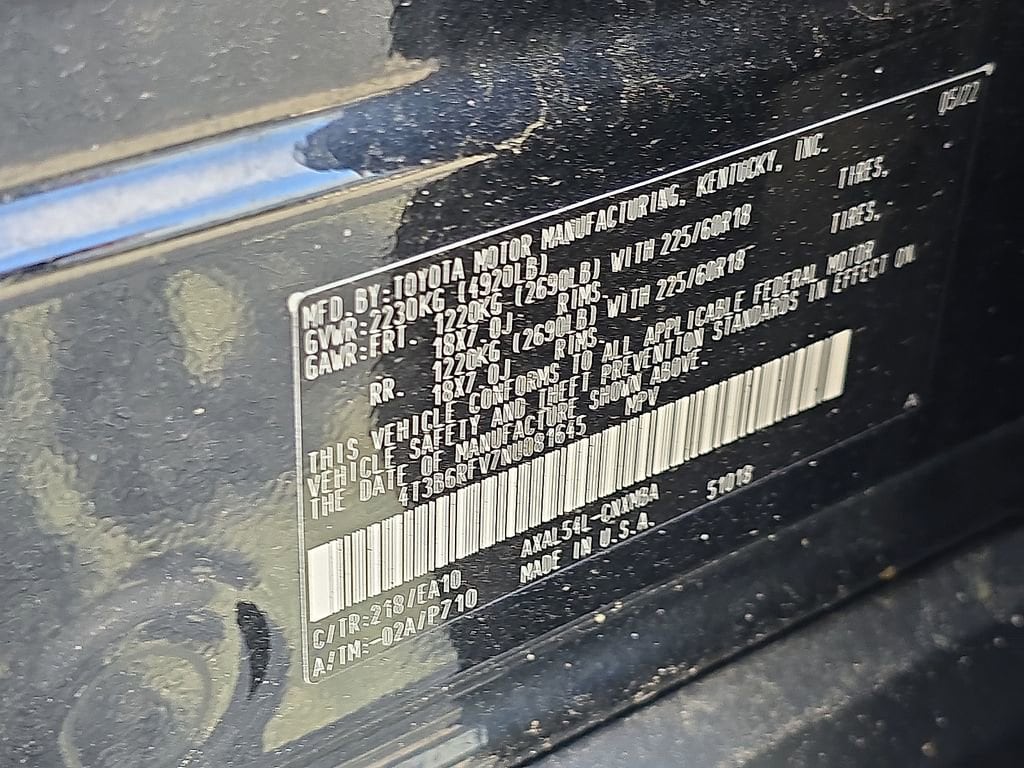 05/22
MFD. BY: TOYOTA MOTOR MANUFACTURING, KENTUCKY, INC.
GVWR: 2230KG (4920LB)
GAWR: FRT. 1220KG (2690LB) WITH 225/60R18 TIRES,
18X7.0J RIMS
RR. 1220KG (2690LB) WITH 225/60R18 TIRES,
18X7.0J RIMS
THIS VEHICLE CONFORMS TO ALL APPLICABLE FEDERAL MOTOR
VEHICLE SAFETY AND THEFT PREVENTION STANDARDS IN EFFECT ON
THE DATE OF MANUFACTURE SHOWN ABOVE.
4T3B6RFV7NU081645 MPV
AXAL54L-CNXNBA 51018
C/TR: 218/EA10 MADE IN U.S.A.
A/TM: -02A/P710